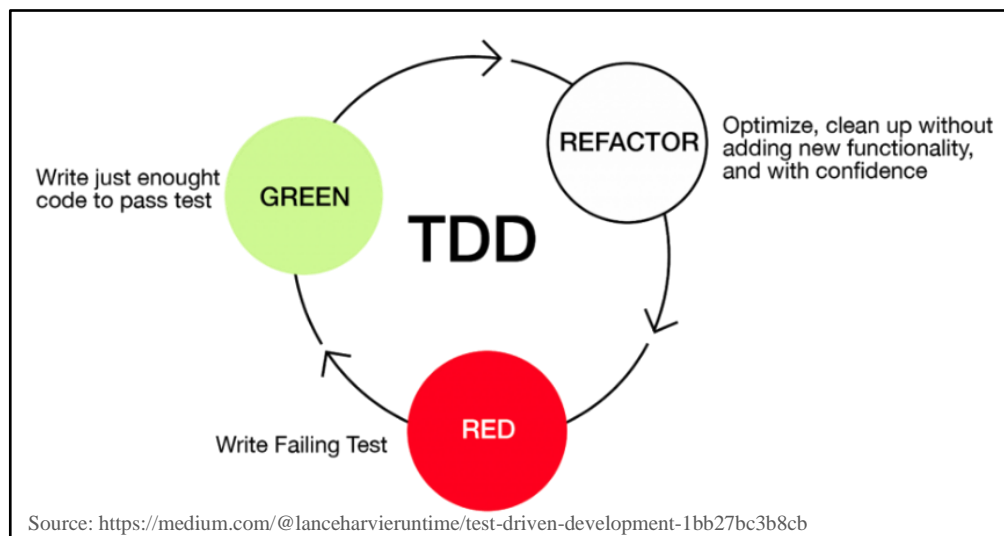 REFACTOR
Optimize, clean up without
adding new functionality,
and with confidence
Write just enought
code to pass test
GREEN
TDD
RED
Write Failing Test
Source: https://medium.com/@lanceharvieruntime/test-driven-development-1bb27bc3b8cb